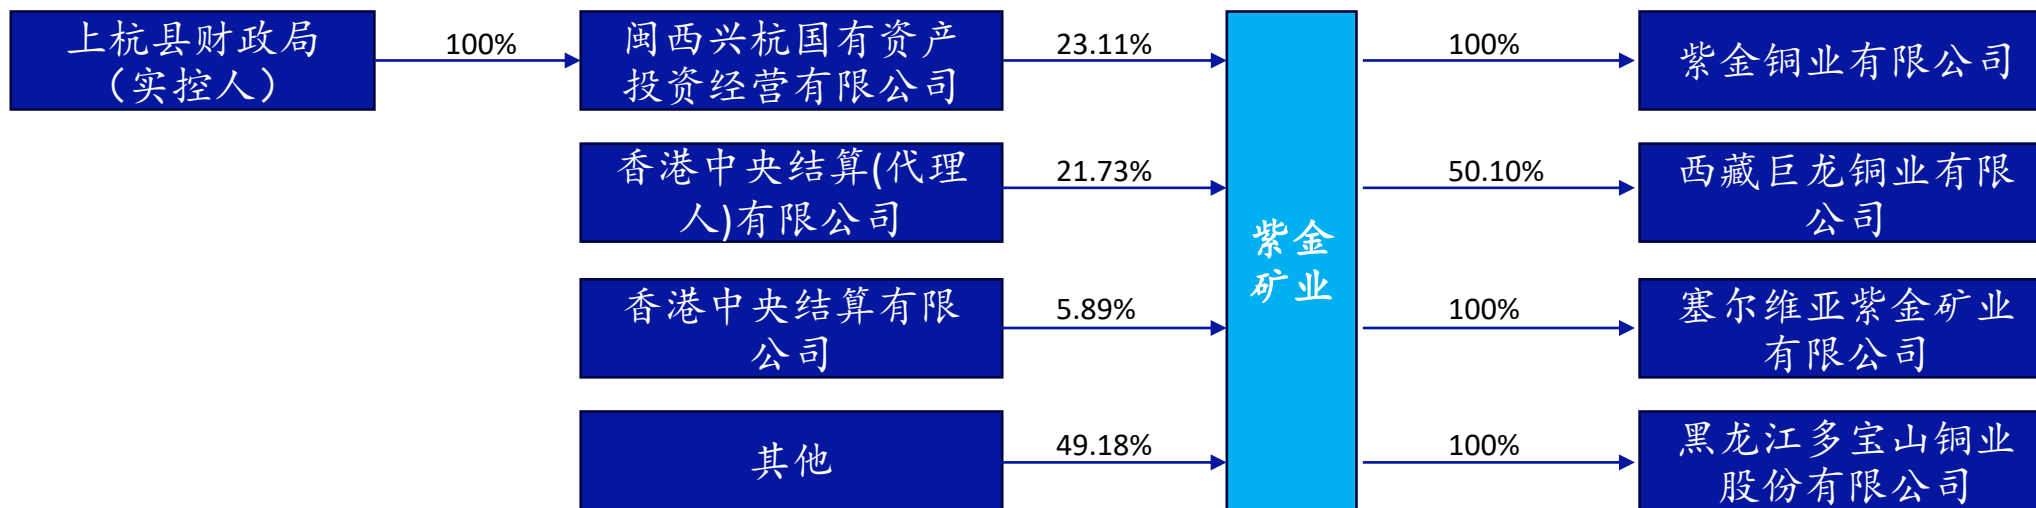 上杭县财政局
（实控人）
100%
闽西兴杭国有资产
投资经营有限公司
23.11%
100%
紫金铜业有限公司
香港中央结算(代理
人)有限公司
21.73%
50.10%
西藏巨龙铜业有限
公司
紫金
矿业
香港中央结算有限
公司
5.89%
100%
塞尔维亚紫金矿业
有限公司
其他
49.18%
100%
黑龙江多宝山铜业
股份有限公司